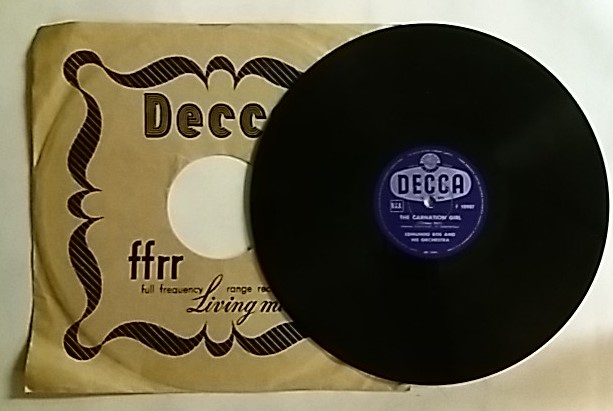 Decc
ffrr
full frequency range rec
Living m
DECCA
THE CARNATION GIRL
EDMUNDO ROS AND
HIS ORCHESTRA